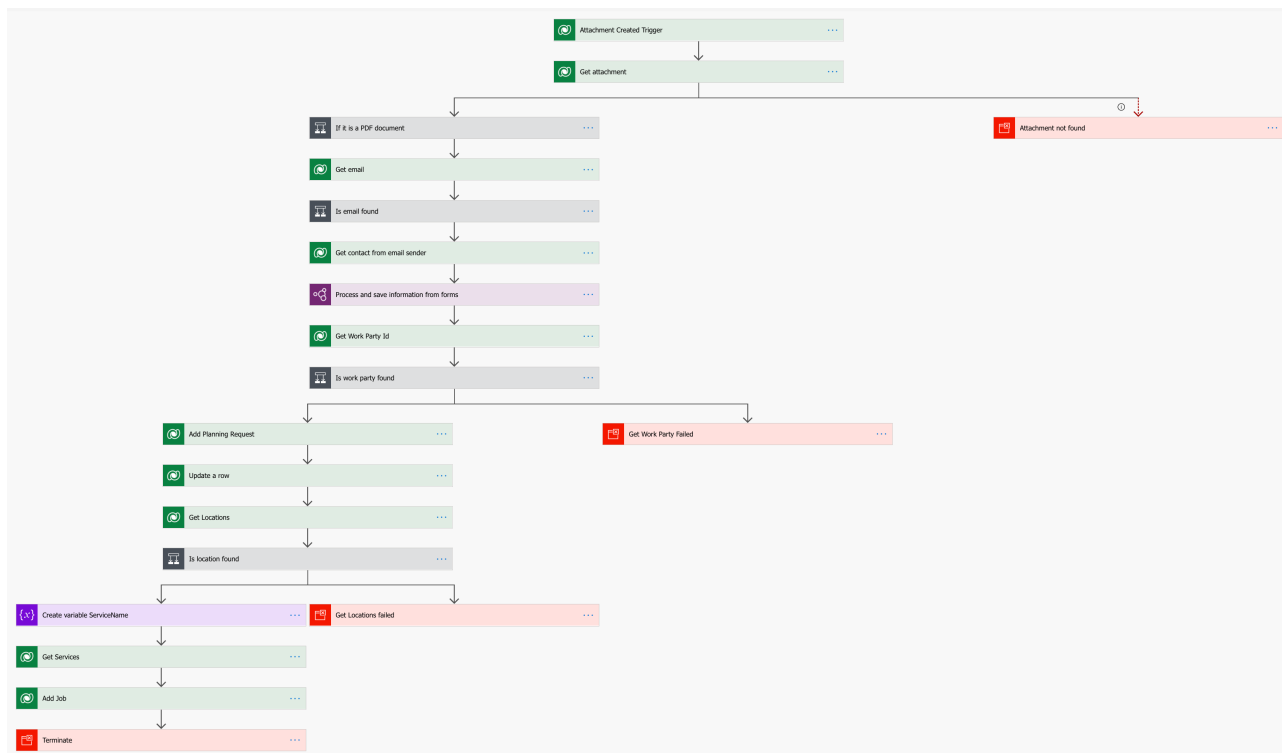 Attachment Created Trigger
Get attachment
If it is a PDF document
Attachment not found
Get email
Is email found
Get contact from email sender
Process and save information from forms
Get Work Party Id
Is work party found
Add Planning Request
Get Work Party Failed
Update a row
Get Locations
Is location found
{x} Create variable ServiceName
Get Locations failed
Get Services
Add Job
Terminate